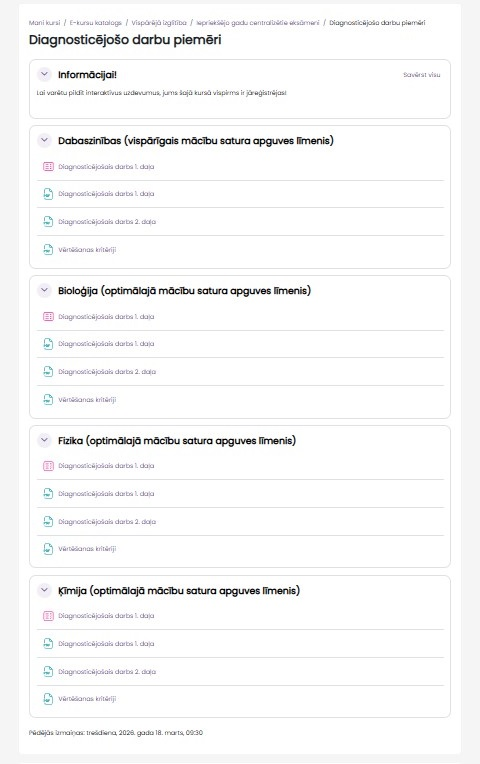 Mani kursi / E-kursu katalogs / Vispārējā izglītība / Iepriekšējo gadu centralizētie eksāmeni / Diagnosticējošo darbu piemēri
Diagnosticējošo darbu piemēri
Informācijai!
Savērst visu
Lai varētu pildīt interaktīvus uzdevumus, jums šajā kursā vispirms ir jāreģistrējas!
Dabaszinības (vispārīgais mācību satura apguves līmenis)
Diagnosticējošais darbs 1. daļa
Diagnosticējošais darbs 1. daļa
Diagnosticējošais darbs 2. daļa
Vērtēšanas kritēriji
Bioloģija (optimālajā mācību satura apguves līmenis)
Diagnosticējošais darbs 1. daļa
Diagnosticējošais darbs 1. daļa
Diagnosticējošais darbs 2. daļa
Vērtēšanas kritēriji
Fizika (optimālajā mācību satura apguves līmenis)
Diagnosticējošais darbs 1. daļa
Diagnosticējošais darbs 1. daļa
Diagnosticējošais darbs 2. daļa
Vērtēšanas kritēriji
Ķīmija (optimālajā mācību satura apguves līmenis)
Diagnosticējošais darbs 1. daļa
Diagnosticējošais darbs 1. daļa
Diagnosticējošais darbs 2. daļa
Vērtēšanas kritēriji
Pēdējās izmaiņas: trešdiena, 2026. gada 18. marts, 09:30